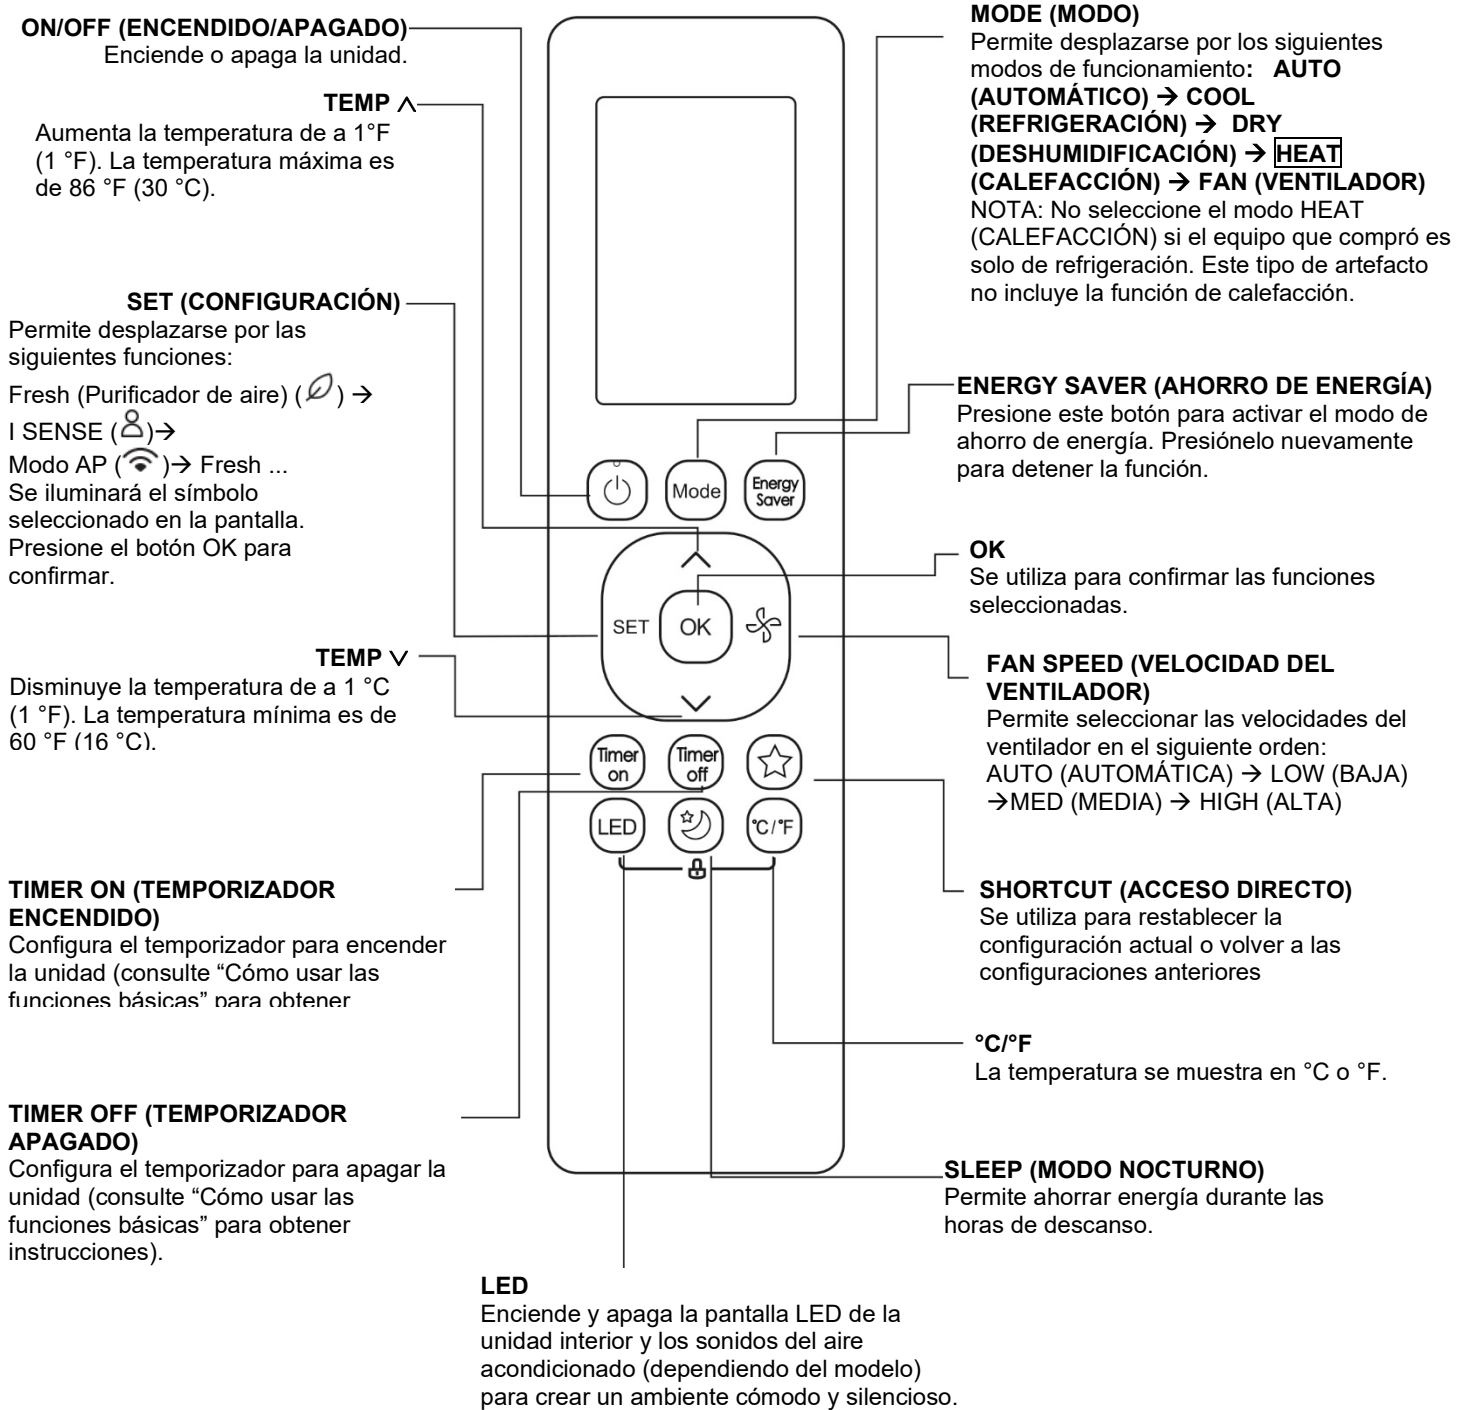 ON/OFF (ENCENDIDO/APAGADO)
Enciende o apaga la unidad.
TEMP ∧
Aumenta la temperatura de a 1°F
(1 °F). La temperatura máxima es
de 86 °F (30 °C).
SET (CONFIGURACIÓN)
Permite desplazarse por las
siguientes funciones:
Fresh (Purificador de aire) ( ) →
I SENSE ( )→
Modo AP ( )→ Fresh ...
Se iluminará el símbolo
seleccionado en la pantalla.
Presione el botón OK para
confirmar.
TEMP ∨
Disminuye la temperatura de a 1 °C
(1 °F). La temperatura mínima es de
60 °F (16 °C).
TIMER ON (TEMPORIZADOR
ENCENDIDO)
Configura el temporizador para encender
la unidad (consulte “Cómo usar las
funciones básicas” para obtener
TIMER OFF (TEMPORIZADOR
APAGADO)
Configura el temporizador para apagar la
unidad (consulte “Cómo usar las
funciones básicas” para obtener
instrucciones).
Mode
Energy
Saver
SET
OK
Timer
on
Timer
off
LED
°C/°F
MODE (MODO)
Permite desplazarse por los siguientes
modos de funcionamiento: AUTO
(AUTOMÁTICO) → COOL
(REFRIGERACIÓN) → DRY
(DESHUMIDIFICACIÓN) → HEAT
(CALEFACCIÓN) → FAN (VENTILADOR)
NOTA: No seleccione el modo HEAT
(CALEFACCIÓN) si el equipo que compró es
solo de refrigeración. Este tipo de artefacto
no incluye la función de calefacción.
ENERGY SAVER (AHORRO DE ENERGÍA)
Presione este botón para activar el modo de
ahorro de energía. Presiónelo nuevamente
para detener la función.
OK
Se utiliza para confirmar las funciones
seleccionadas.
FAN SPEED (VELOCIDAD DEL
VENTILADOR)
Permite seleccionar las velocidades del
ventilador en el siguiente orden:
AUTO (AUTOMÁTICA) → LOW (BAJA)
→MED (MEDIA) → HIGH (ALTA)
SHORTCUT (ACCESO DIRECTO)
Se utiliza para restablecer la
configuración actual o volver a las
configuraciones anteriores
°C/°F
La temperatura se muestra en °C o °F.
SLEEP (MODO NOCTURNO)
Permite ahorrar energía durante las
horas de descanso.
LED
Enciende y apaga la pantalla LED de la
unidad interior y los sonidos del aire
acondicionado (dependiendo del modelo)
para crear un ambiente cómodo y silencioso.